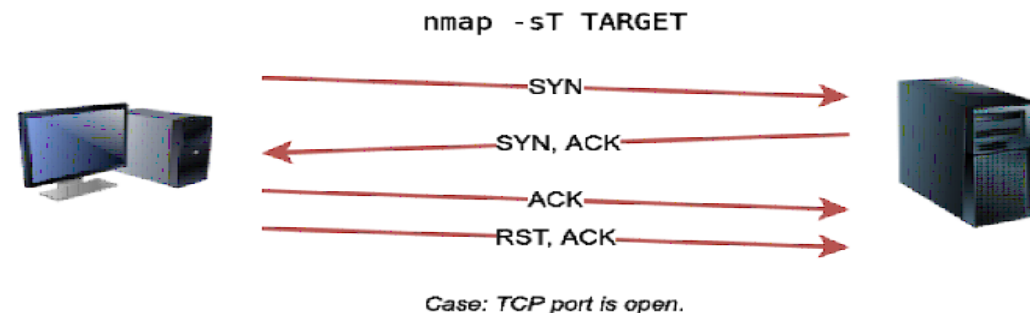 nmap -sT TARGET
SYN
SYN, ACK
ACK
RST, ACK
Case: TCP port is open.